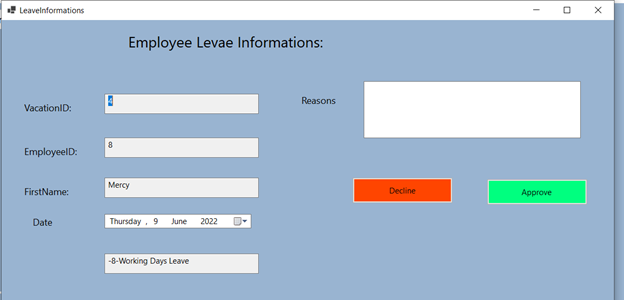 LeaveInformations
Employee Levae Informations:
VacationID:
4
Reasons
EmployeeID:
8
FirstName:
Mercy
Decline
Approve
Date
Thursday , 9 June 2022
-8-Working Days Leave